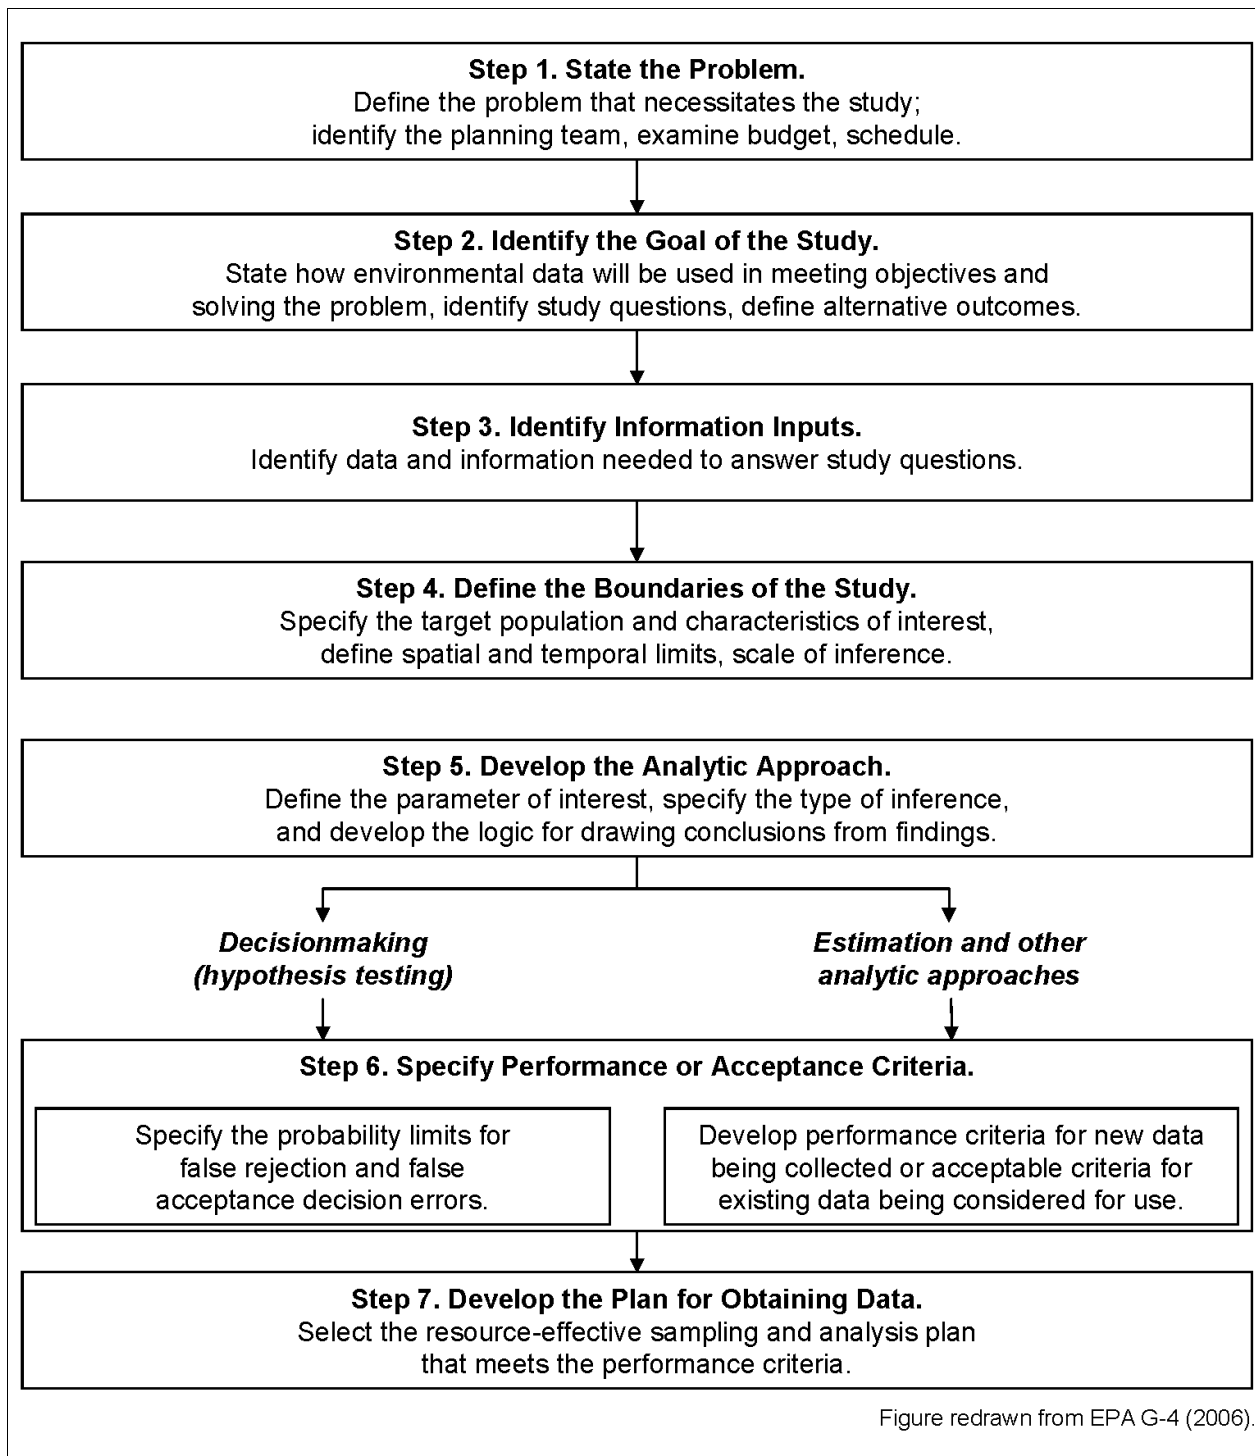 Step 1. State the Problem.
Define the problem that necessitates the study;
identify the planning team, examine budget, schedule.
Step 2. Identify the Goal of the Study.
State how environmental data will be used in meeting objectives and
solving the problem, identify study questions, define alternative outcomes.
Step 3. Identify Information Inputs.
Identify data and information needed to answer study questions.
Step 4. Define the Boundaries of the Study.
Specify the target population and characteristics of interest,
define spatial and temporal limits, scale of inference.
Step 5. Develop the Analytic Approach.
Define the parameter of interest, specify the type of inference,
and develop the logic for drawing conclusions from findings.
Decisionmaking
(hypothesis testing)
Estimation and other
analytic approaches
Step 6. Specify Performance or Acceptance Criteria.
Specify the probability limits for
false rejection and false
acceptance decision errors.
Develop performance criteria for new data
being collected or acceptable criteria for
existing data being considered for use.
Step 7. Develop the Plan for Obtaining Data.
Select the resource-effective sampling and analysis plan
that meets the performance criteria.
Figure redrawn from EPA G-4 (2006).